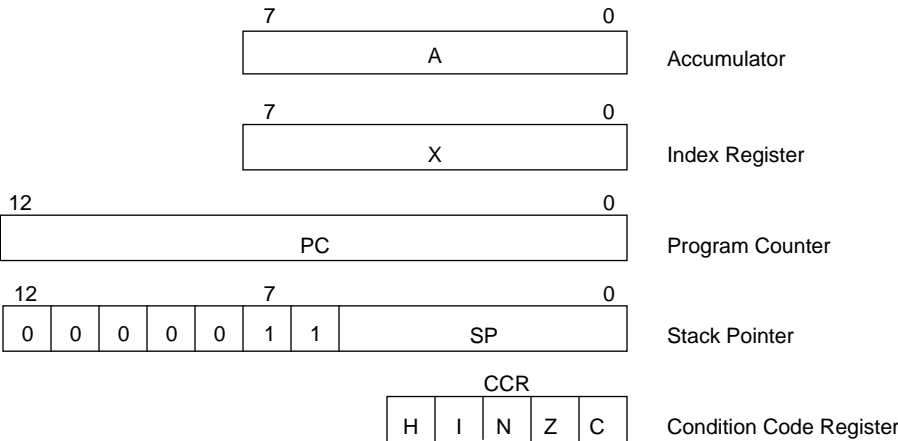 7 0
A Accumulator
7 0
X Index Register
12 0
PC Program Counter
12 7 0
0 0 0 0 0 1 1 SP Stack Pointer
CCR
H I N Z C Condition Code Register